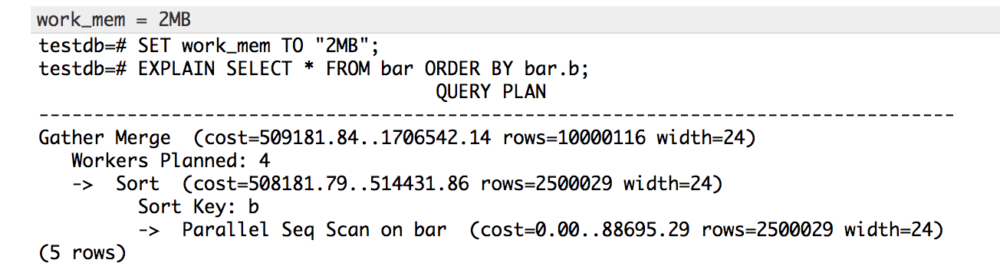 work_mem = 2MB
testdb=# SET work_mem TO "2MB";
testdb=# EXPLAIN SELECT * FROM bar ORDER BY bar.b;
QUERY PLAN
-----------------------------------------------------------------------------------
Gather Merge  (cost=509181.84..1706542.14 rows=10000116 width=24)
   Workers Planned: 4
   ->  Sort  (cost=508181.79..514431.86 rows=2500029 width=24)
         Sort Key: b
         ->  Parallel Seq Scan on bar  (cost=0.00..88695.29 rows=2500029 width=24)
(5 rows)